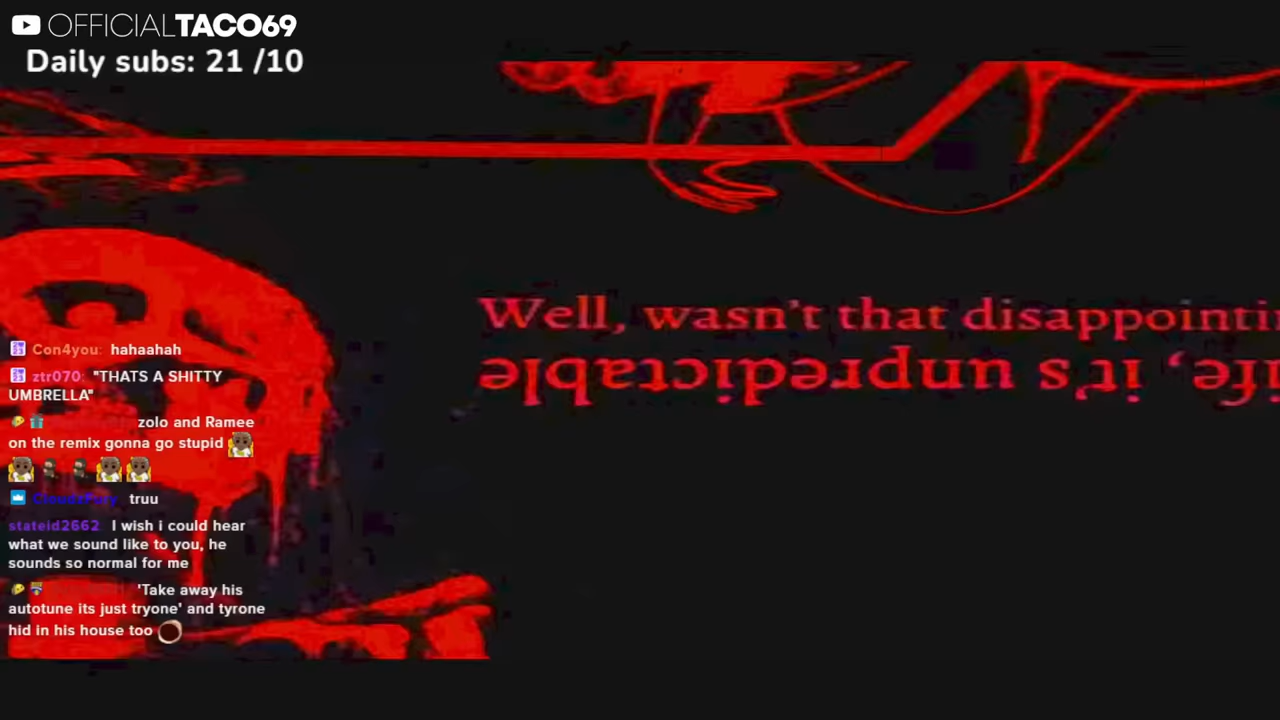 OFFICIALTACO69
Daily subs: 21 /10
Well, wasn't that disappointi
ife, it's unpredictable
Con4you: hahaahah
ztr070: "THATS A SHITTY
UMBRELLA"
zolo and Ramee
on the remix gonna go stupid
CloudzFury truu
stateid2662: I wish i could hear
what we sound like to you, he
sounds so normal for me
'Take away his
autotune its just tryone' and tyrone
hid in his house too